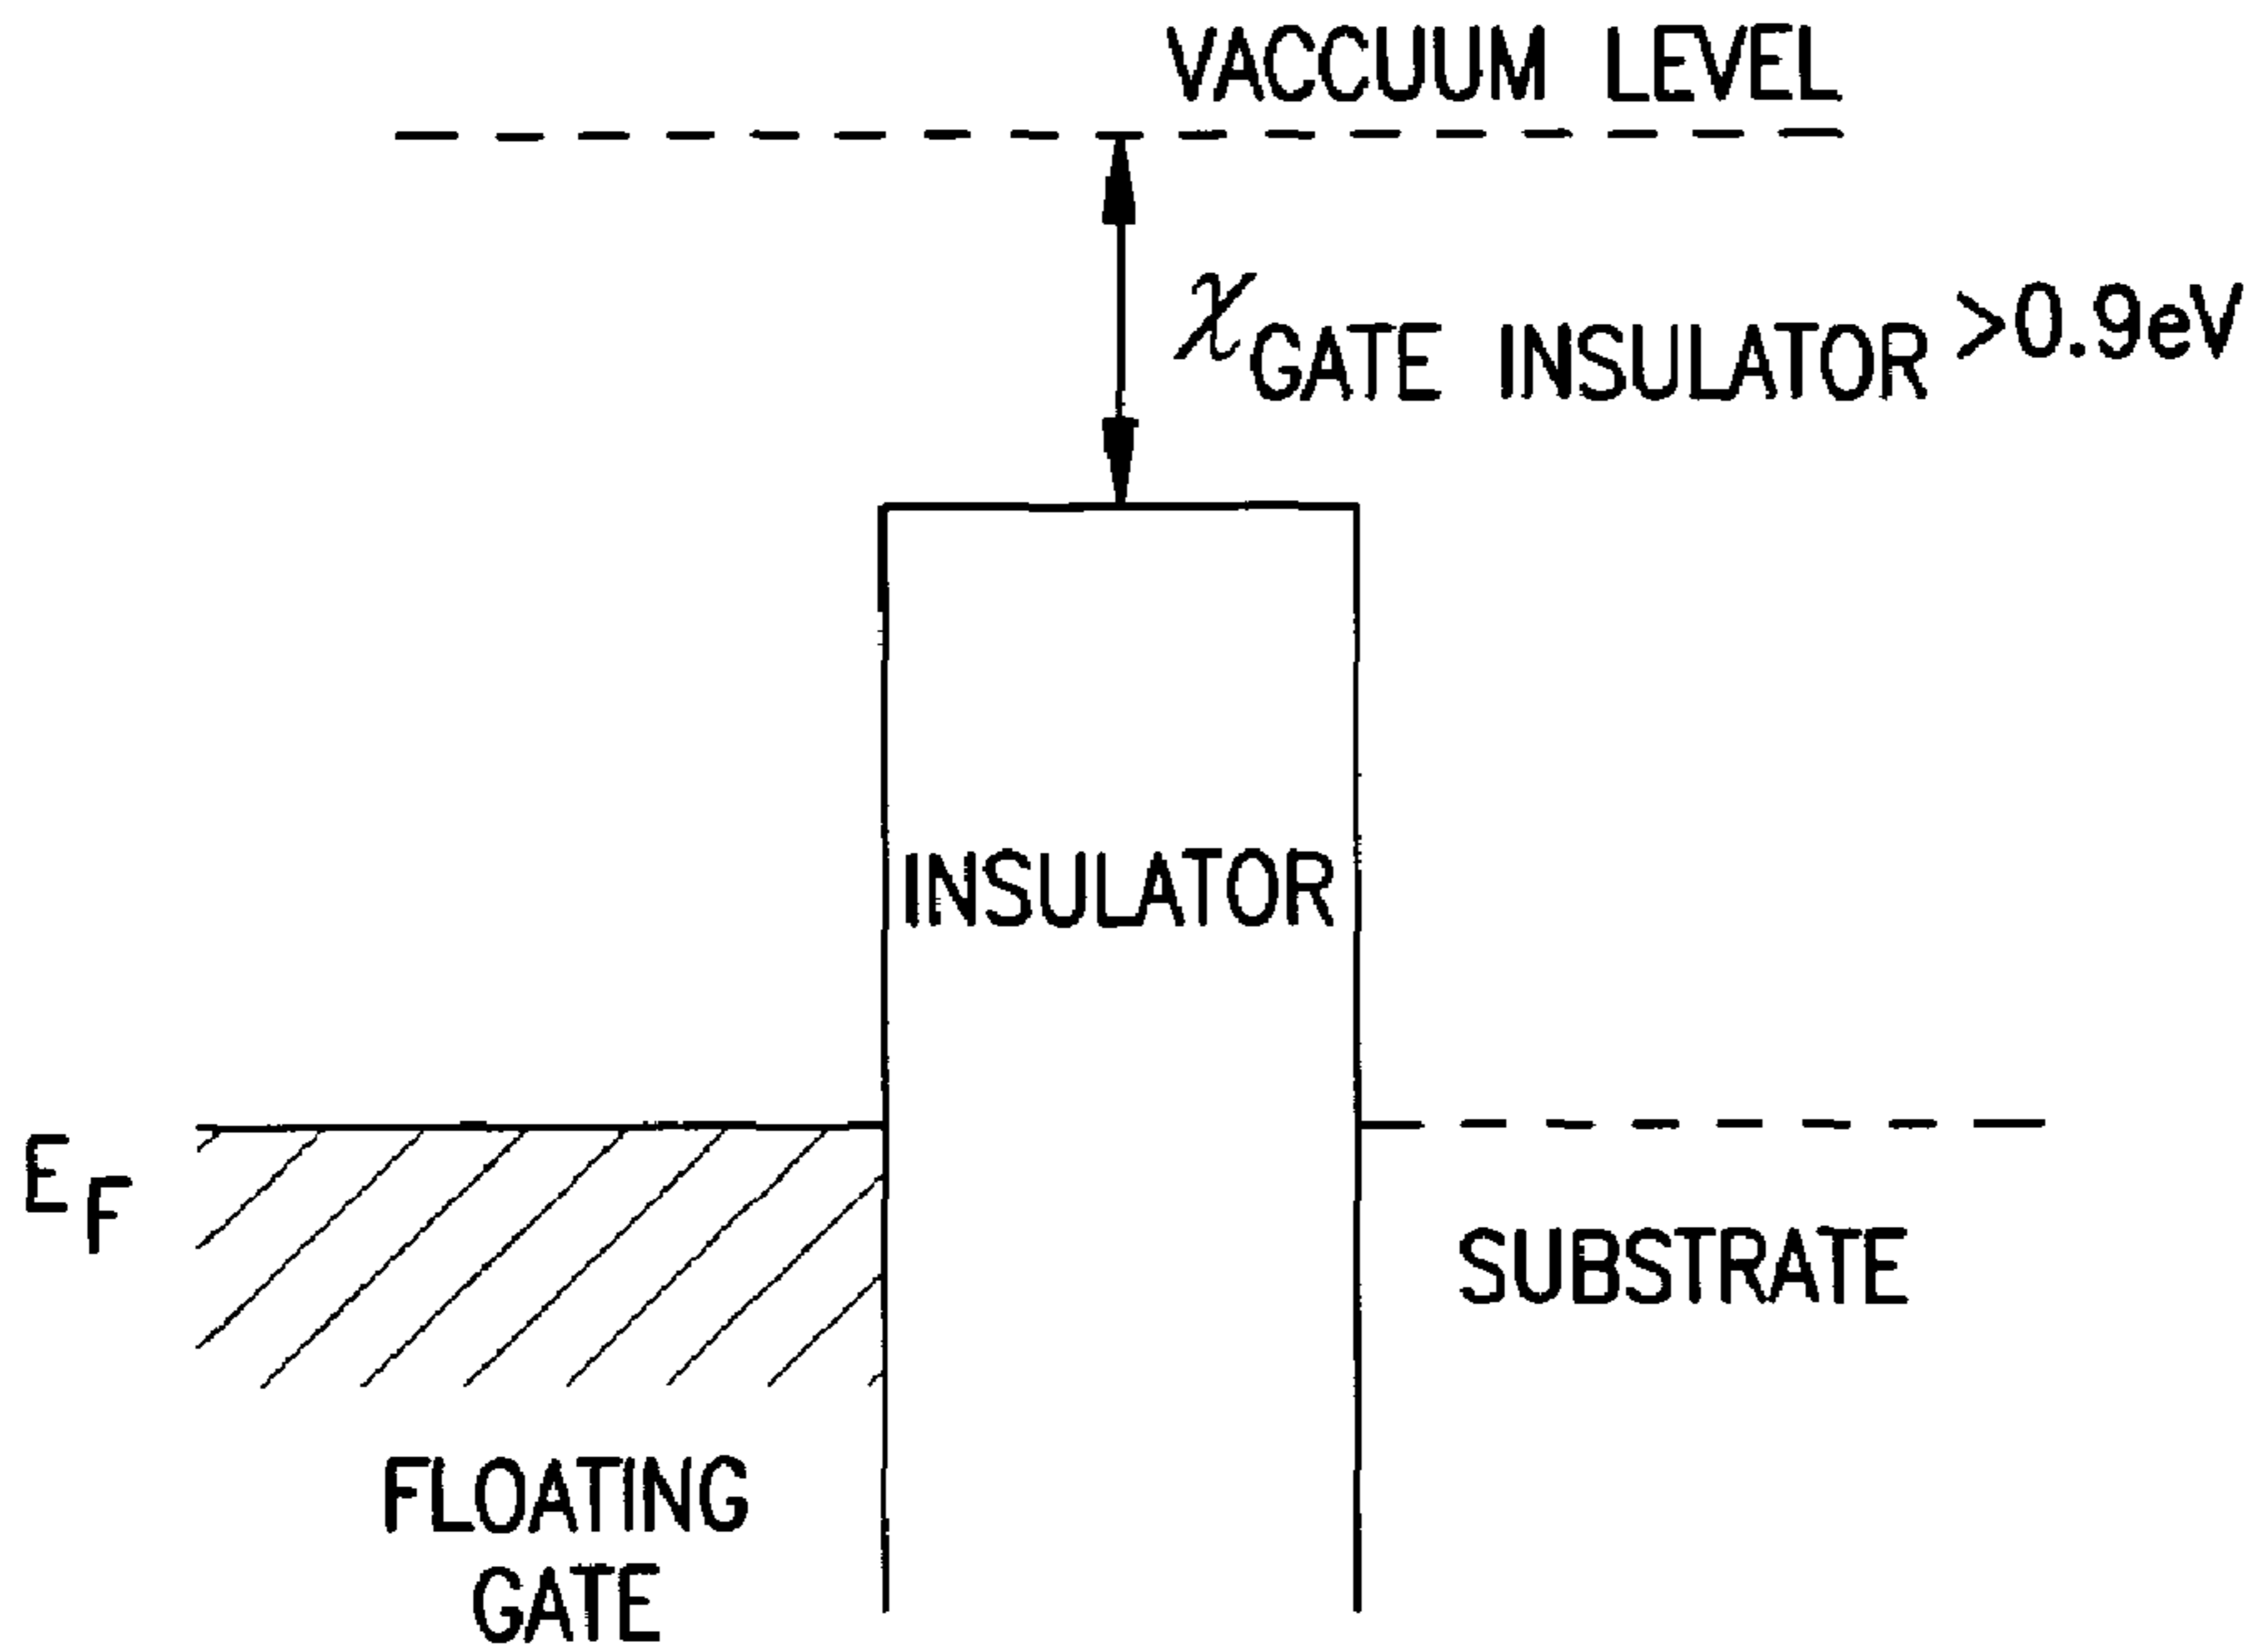 VACCUUM LEVEL
χGATE INSULATOR >0.9eV
INSULATOR
EF
SUBSTRATE
FLOATING
GATE